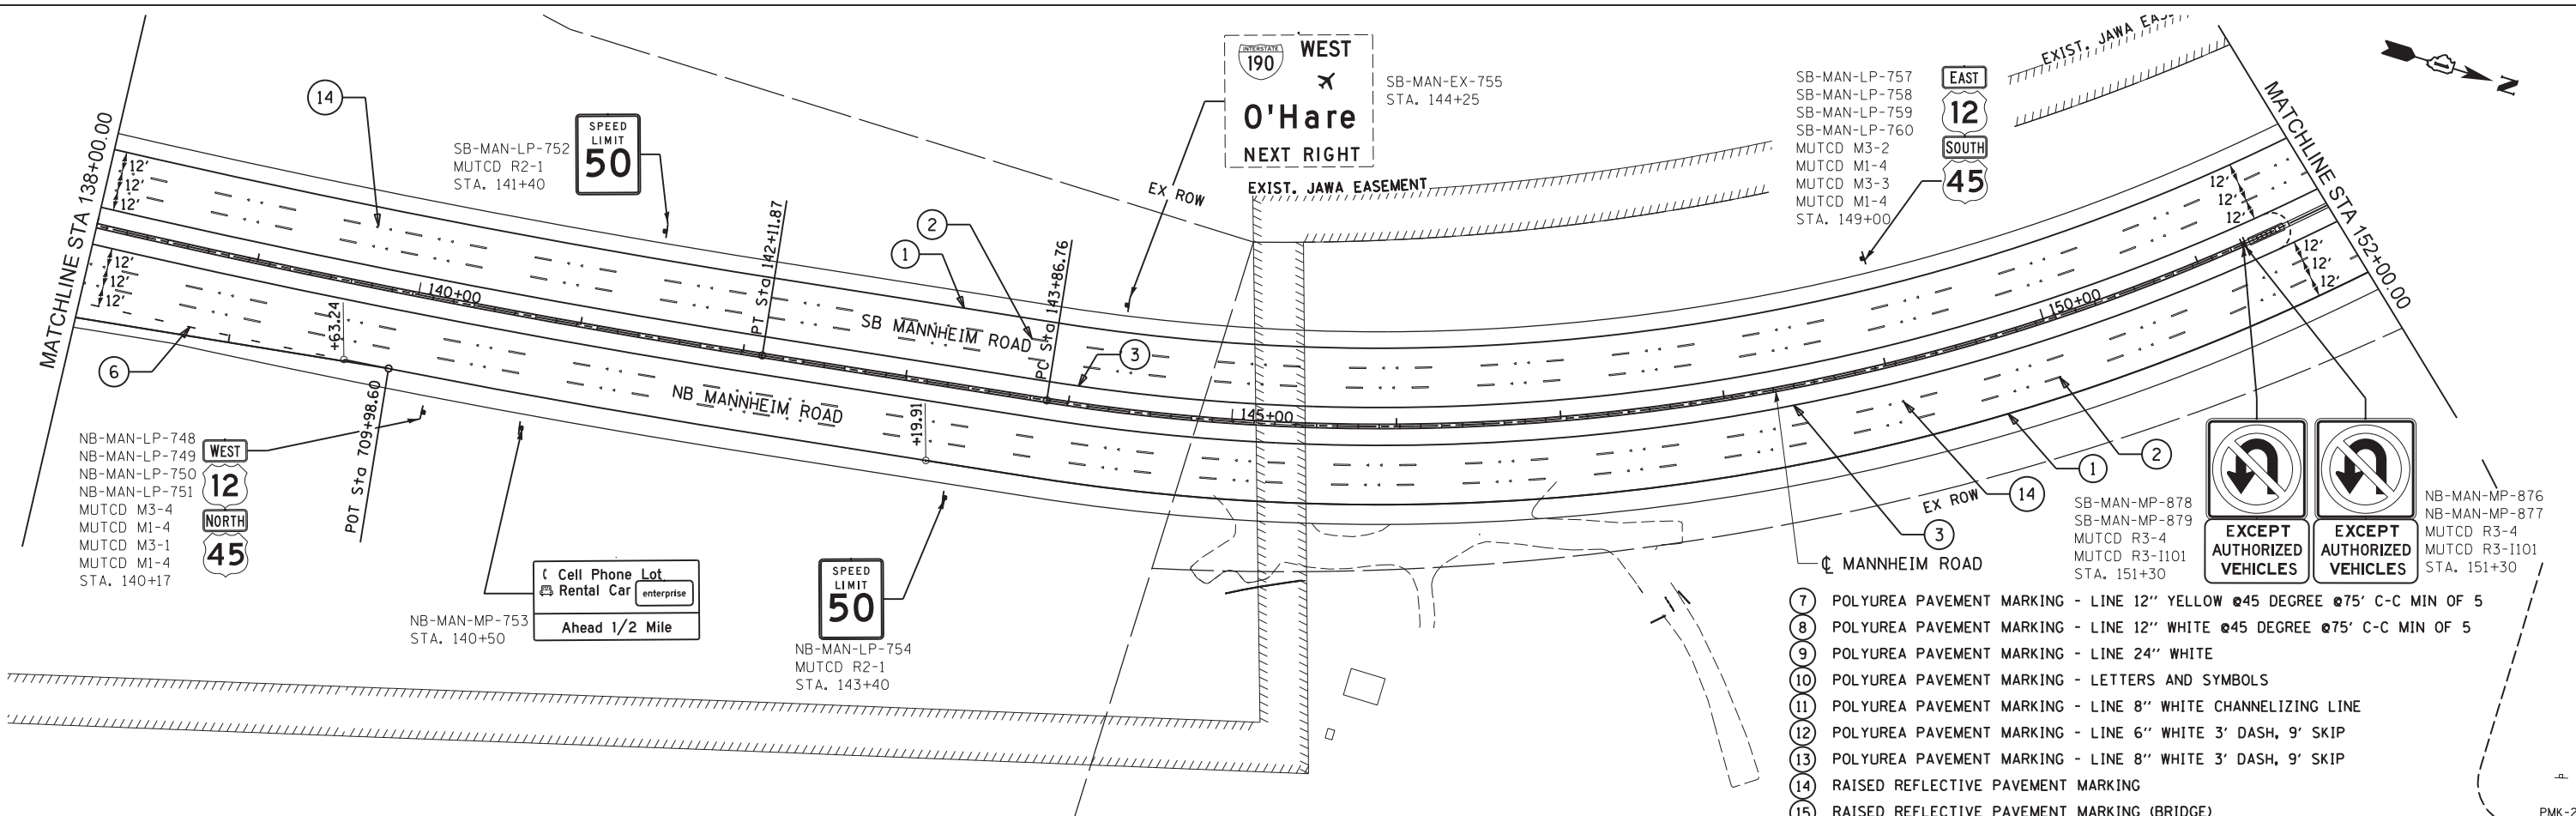 EXIST. JAWA EAS
INTERSTATE
190
WEST
O'Hare
NEXT RIGHT
SB-MAN-EX-755
STA. 144+25
SB-MAN-LP-757
SB-MAN-LP-758
SB-MAN-LP-759
SB-MAN-LP-760
MUTCD M3-2
MUTCD M1-4
MUTCD M3-3
MUTCD M1-4
STA. 149+00
EAST
12
SOUTH
45
N
MATCHLINE STA 152+00.00
MATCHLINE STA 138+00.00
14
SB-MAN-LP-752
MUTCD R2-1
STA. 141+40
SPEED
LIMIT
50
EX ROW
EXIST. JAWA EASEMENT
12'
12'
12'
12'
12'
12'
12'
12'
12'
12'
12'
12'
1
2
3
6
140+00
+63.24
PT Sta 142+11.87
SB MANNHEIM ROAD
PC Sta 143+86.76
145+00
150+00
NB MANNHEIM ROAD
+19.91
POT Sta 709+98.60
NB-MAN-LP-748
NB-MAN-LP-749
NB-MAN-LP-750
NB-MAN-LP-751
MUTCD M3-4
MUTCD M1-4
MUTCD M3-1
MUTCD M1-4
STA. 140+17
WEST
12
NORTH
45
NB-MAN-MP-753
STA. 140+50
Cell Phone Lot
Rental Car enterprise
Ahead 1/2 Mile
SPEED
LIMIT
50
NB-MAN-LP-754
MUTCD R2-1
STA. 143+40
EX ROW
14
3
1
2
℄ MANNHEIM ROAD
SB-MAN-MP-878
SB-MAN-MP-879
MUTCD R3-4
MUTCD R3-I101
STA. 151+30
EXCEPT
AUTHORIZED
VEHICLES
EXCEPT
AUTHORIZED
VEHICLES
NB-MAN-MP-876
NB-MAN-MP-877
MUTCD R3-4
MUTCD R3-I101
STA. 151+30
7 POLYUREA PAVEMENT MARKING - LINE 12'' YELLOW @45 DEGREE @75' C-C MIN OF 5
8 POLYUREA PAVEMENT MARKING - LINE 12'' WHITE @45 DEGREE @75' C-C MIN OF 5
9 POLYUREA PAVEMENT MARKING - LINE 24'' WHITE
10 POLYUREA PAVEMENT MARKING - LETTERS AND SYMBOLS
11 POLYUREA PAVEMENT MARKING - LINE 8'' WHITE CHANNELIZING LINE
12 POLYUREA PAVEMENT MARKING - LINE 6'' WHITE 3' DASH, 9' SKIP
13 POLYUREA PAVEMENT MARKING - LINE 8'' WHITE 3' DASH, 9' SKIP
14 RAISED REFLECTIVE PAVEMENT MARKING
15 RAISED REFLECTIVE PAVEMENT MARKING (BRIDGE)
PMK-2